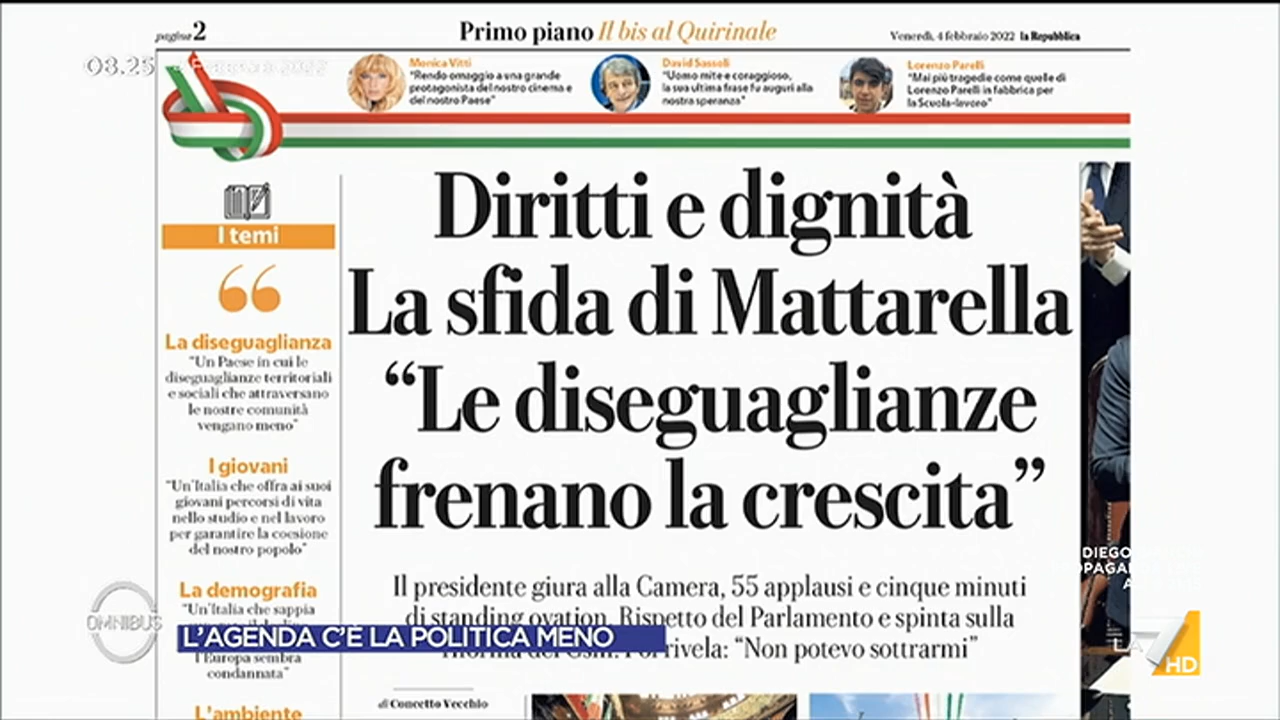 pagina 2
Primo piano Il bis al Quirinale
Venerdì, 4 febbraio 2022 la Repubblica
08.25
Monica Vitti
"Rendo omaggio a una grande
protagonista del nostro cinema e
del nostro Paese"
David Sassoli
"Uomo mite e coraggioso,
la sua ultima frase fu auguri alla
nostra speranza"
Lorenzo Parelli
"Mai più tragedie come quelle di
Lorenzo Parelli in fabbrica per
la Scuola-lavoro"
I temi
“
La diseguaglianza
"Un Paese in cui le
diseguaglianze territoriali
e sociali che attraversano
le nostre comunità
vengano meno"
I giovani
"Un'Italia che offra ai suoi
giovani percorsi di vita
nello studio e nel lavoro
per garantire la coesione
del nostro popolo"
La demografia
"Un'Italia che sappia
l'Europa sembra
condannata"
L'ambiente
Diritti e dignità
La sfida di Mattarella
“Le diseguaglianze
frenano la crescita”
Il presidente giura alla Camera, 55 applausi e cinque minuti
di standing ovation. Rispetto del Parlamento e spinta sulla
riforma del Csm. Poi rivela: “Non potevo sottrarmi”
di Concetto Vecchio
OMNIBUS
L'AGENDA C'È LA POLITICA MENO
DIEGO
LA7 HD